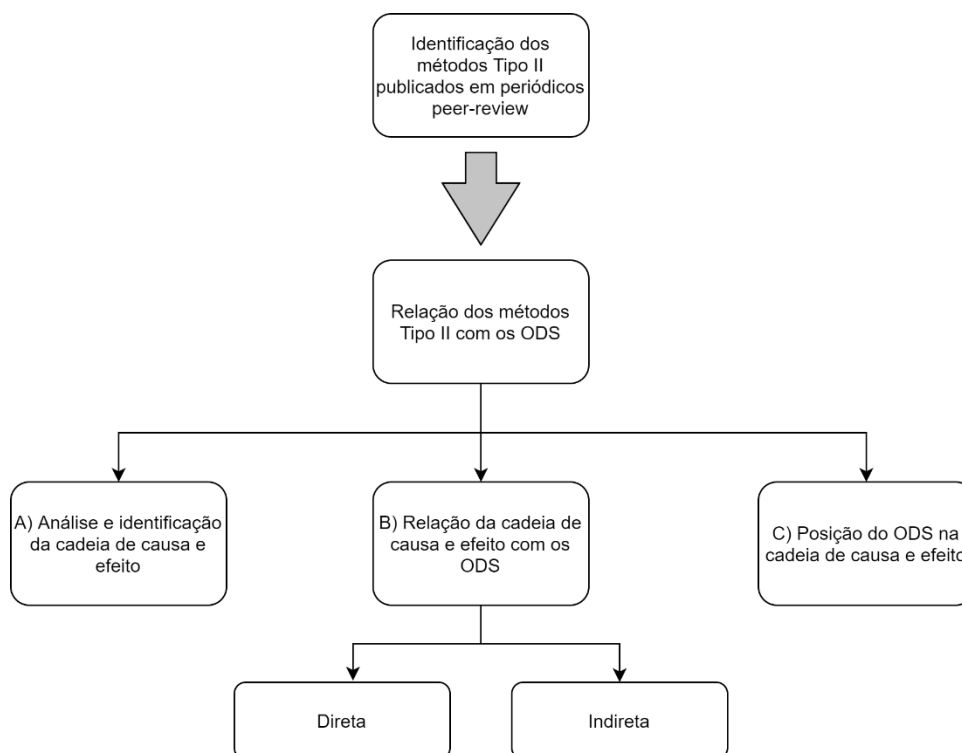 Identificação dos
métodos Tipo II
publicados em periódicos
peer-review
Relação dos métodos
Tipo II com os ODS
A) Análise e identificação
da cadeia de causa e
efeito
B) Relação da cadeia de
causa e efeito com os
ODS
C) Posição do ODS na
cadeia de causa e efeito
Direta
Indireta